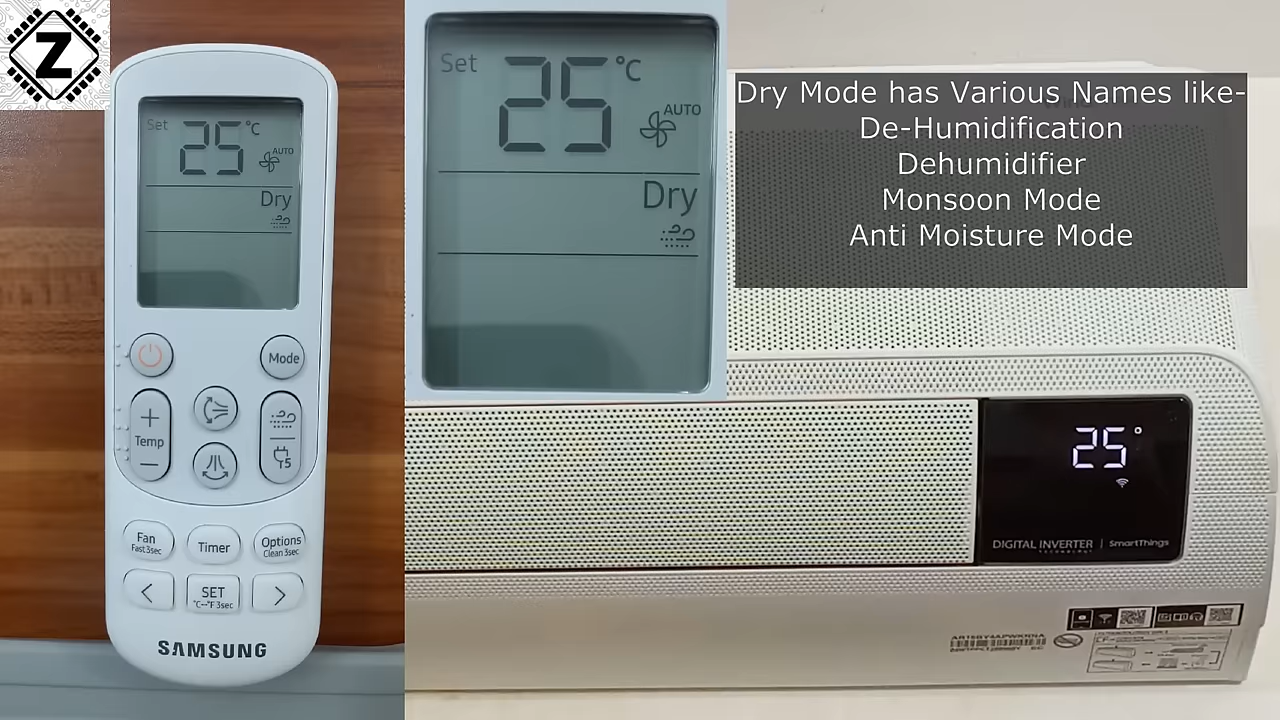 Z
Set 25°C
AUTO
Dry
Mode
+
Temp
−
5
Fan
Fast 3sec
Timer
Options
Clean 3sec
<
SET
°C↔°F 3sec
>
SAMSUNG
Set 25°C
AUTO
Dry
Dry Mode has Various Names like-
De-Humidification
Dehumidifier
Monsoon Mode
Anti Moisture Mode
25°
DIGITAL INVERTER | SmartThings
TECHNOLOGY